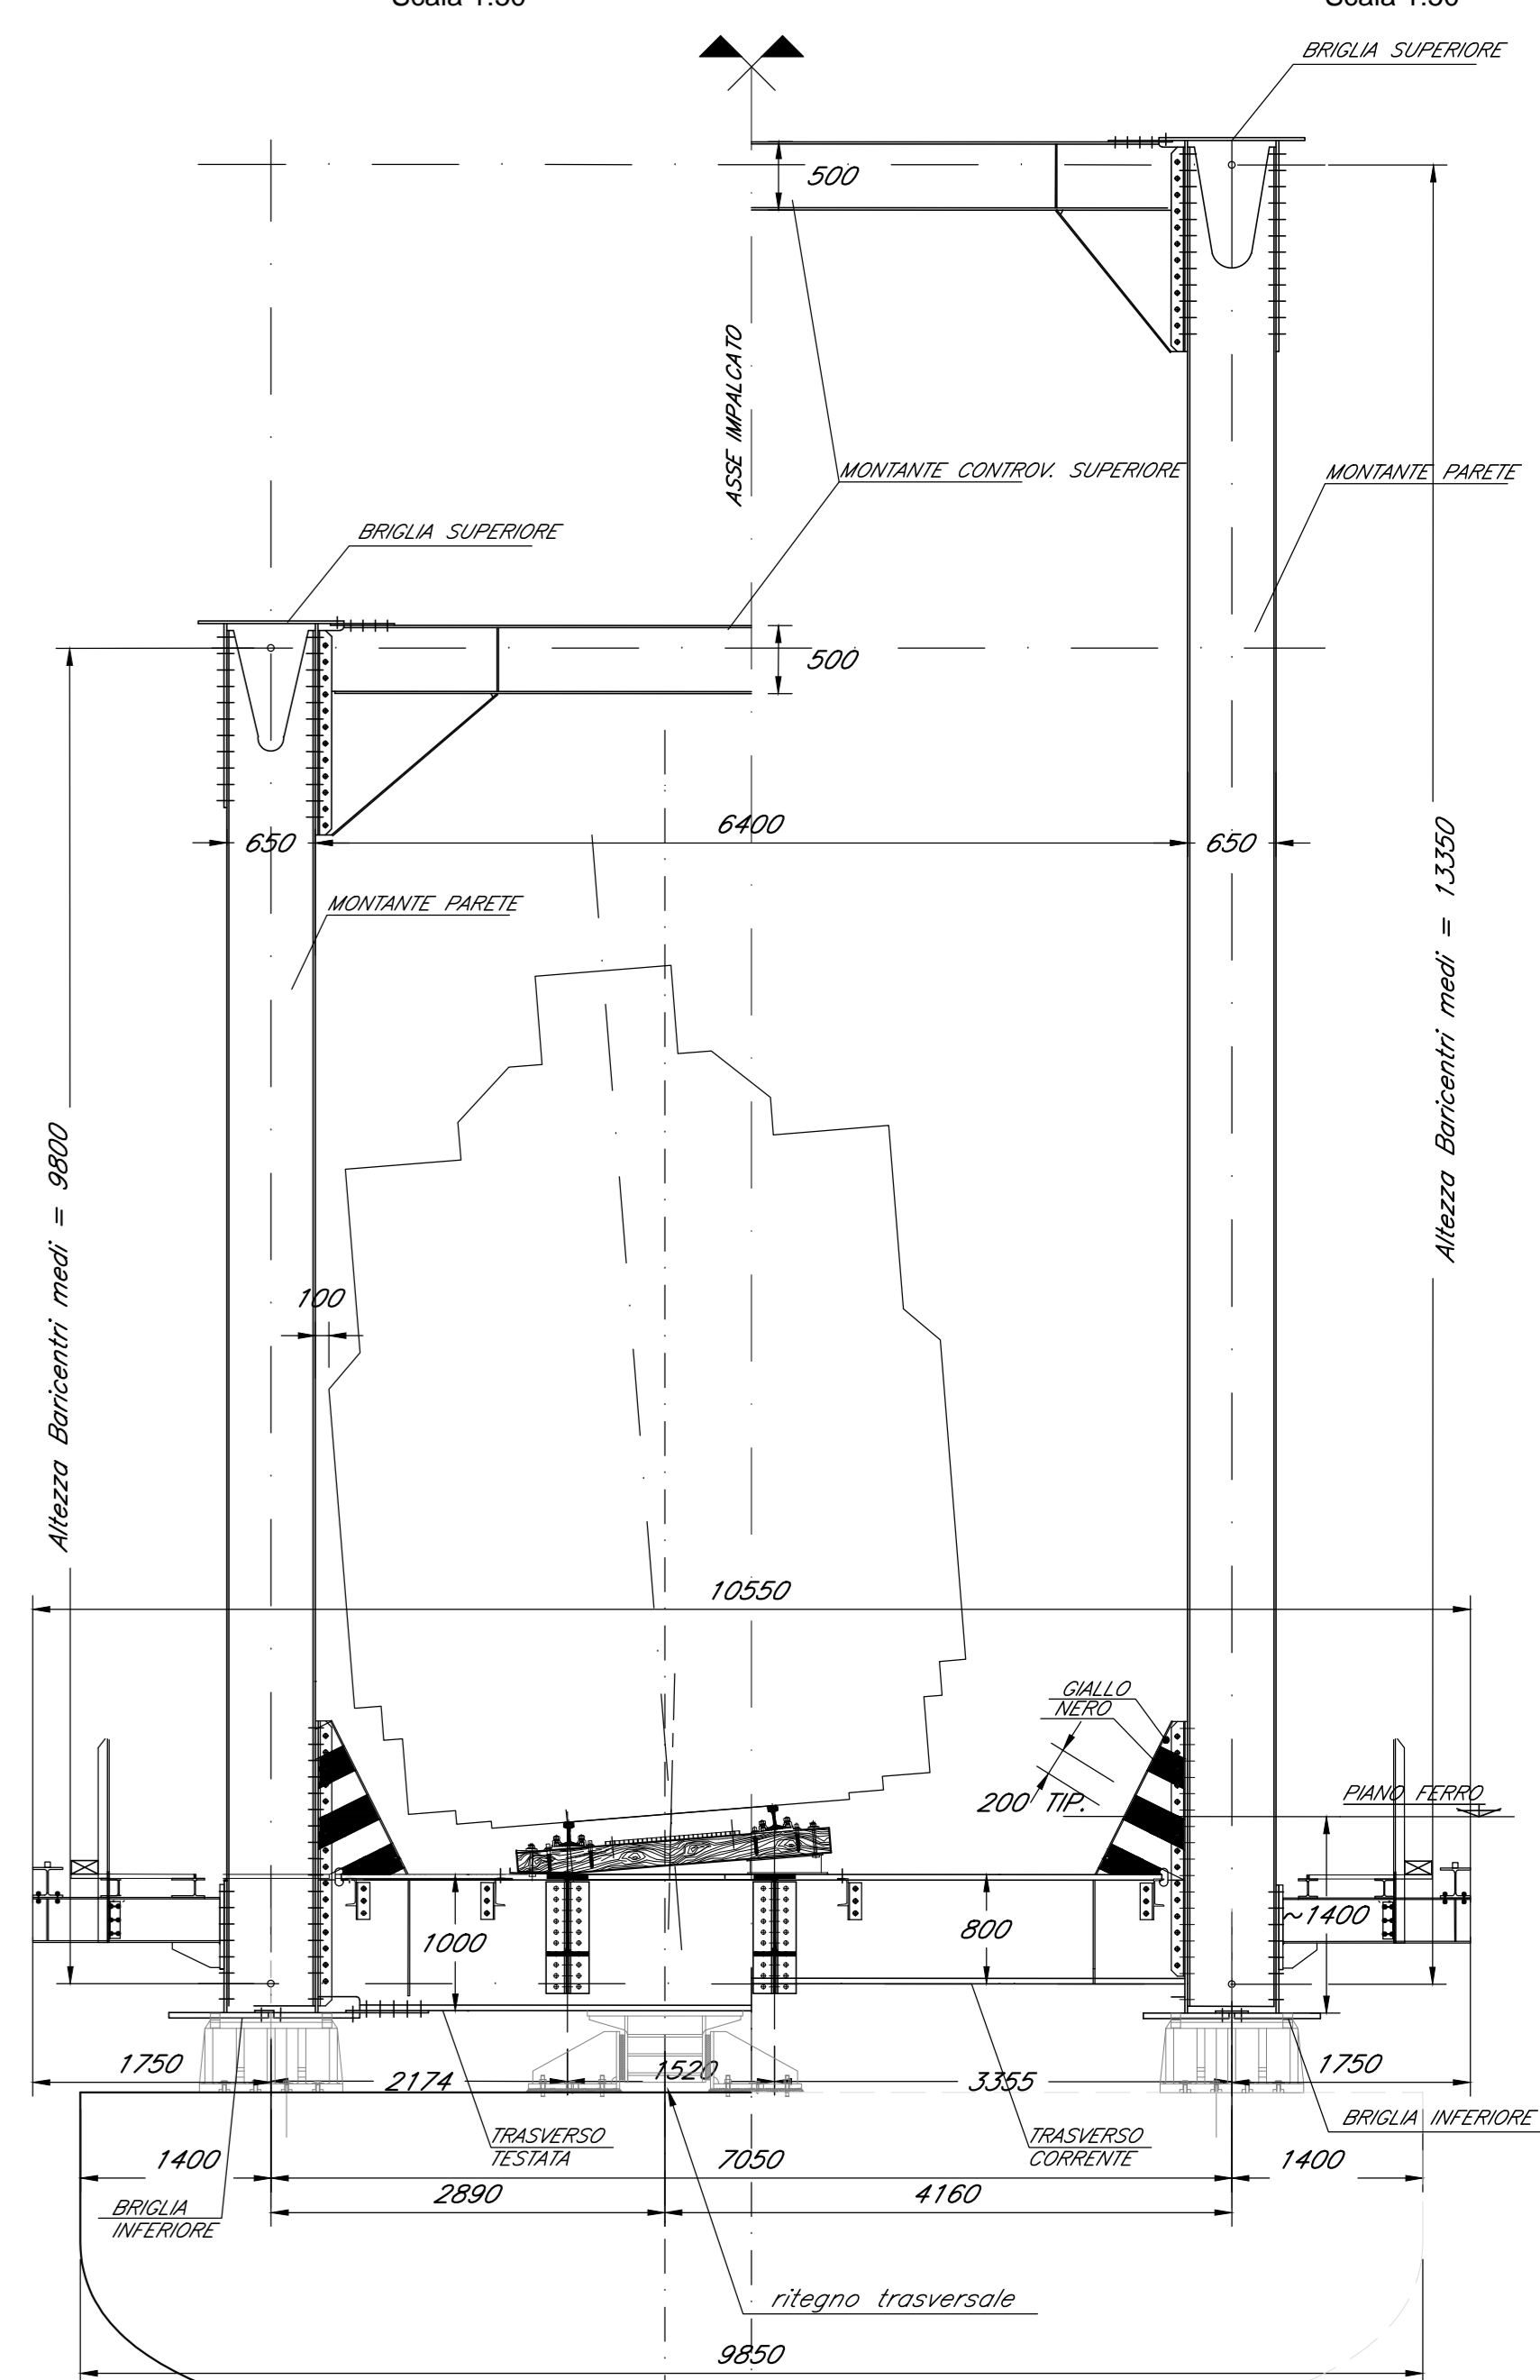 Scala 1:50
Scala 1:50
BRIGLIA SUPERIORE
500
ASSE IMPALCATO
MONTANTE CONTROV. SUPERIORE
MONTANTE PARETE
BRIGLIA SUPERIORE
500
650
6400
650
MONTANTE PARETE
Altezza Baricentri medi = 13350
Altezza Baricentri medi = 9800
100
10550
GIALLO
NERO
200 TIP.
PIANO FERRO
1000
800
~1400
1750
2174
1520
3355
1750
TRASVERSO
TESTATA
TRASVERSO
CORRENTE
BRIGLIA INFERIORE
1400
7050
1400
2890
4160
BRIGLIA
INFERIORE
ritegno trasversale
9850